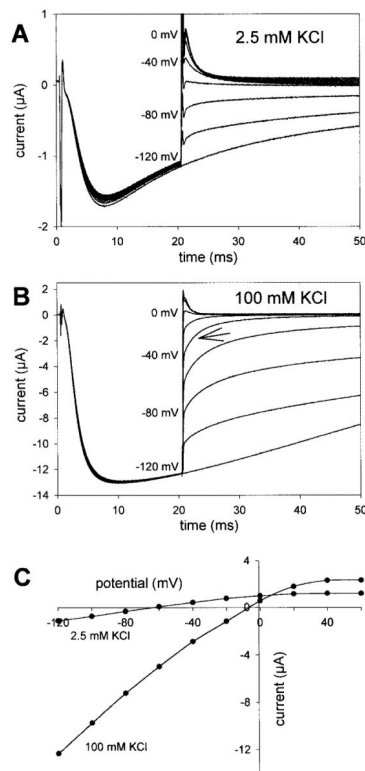 A
2.5 mM KCl
0 mV
-40 mV
-80 mV
-120 mV
current (µA)
1
0
-1
-2
0 10 20 30 40 50
time (ms)
B
100 mM KCl
0 mV
-40 mV
-80 mV
-120 mV
current (µA)
2
0
-2
-4
-6
-8
-10
-12
-14
0 10 20 30 40 50
time (ms)
C
potential (mV)
-120 -80 -40 0 40
2.5 mM KCl
100 mM KCl
4
0
-4
-8
-12
current (µA)